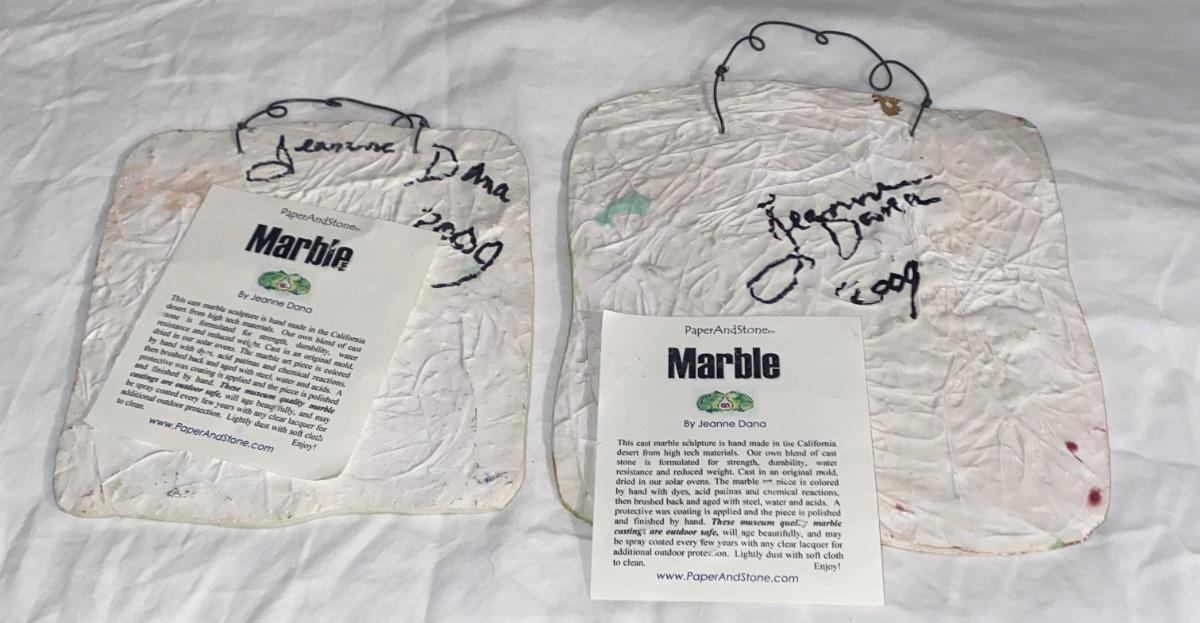 Jeanne
Dana
2009
PaperAndStone
Marble
By Jeanne Dana
This cast marble sculpture is hand made in the California
desert from high tech materials. Our own blend of cast
stone is formulated for strength, durability, water
resistance and reduced weight. Cast in an original mold,
dried in our solar ovens. The marble art piece is colored
by hand with dyes, acid patinas and chemical reactions,
then brushed back and aged with steel, water and acids. A
protective wax coating is applied and the piece is polished
and finished by hand. These museum quality marble
castings are outdoor safe, will age beautifully, and may
be spray coated every few years with any clear lacquer for
additional outdoor protection. Lightly dust with soft cloth
to clean. Enjoy!
www.PaperAndStone.com
Jeanne
Dana
2009
PaperAndStone
Marble
By Jeanne Dana
This cast marble sculpture is hand made in the California
desert from high tech materials. Our own blend of cast
stone is formulated for strength, durability, water
resistance and reduced weight. Cast in an original mold,
dried in our solar ovens. The marble art piece is colored
by hand with dyes, acid patinas and chemical reactions,
then brushed back and aged with steel, water and acids. A
protective wax coating is applied and the piece is polished
and finished by hand. These museum quality marble
castings are outdoor safe, will age beautifully, and may
be spray coated every few years with any clear lacquer for
additional outdoor protection. Lightly dust with soft cloth
to clean. Enjoy!
www.PaperAndStone.com